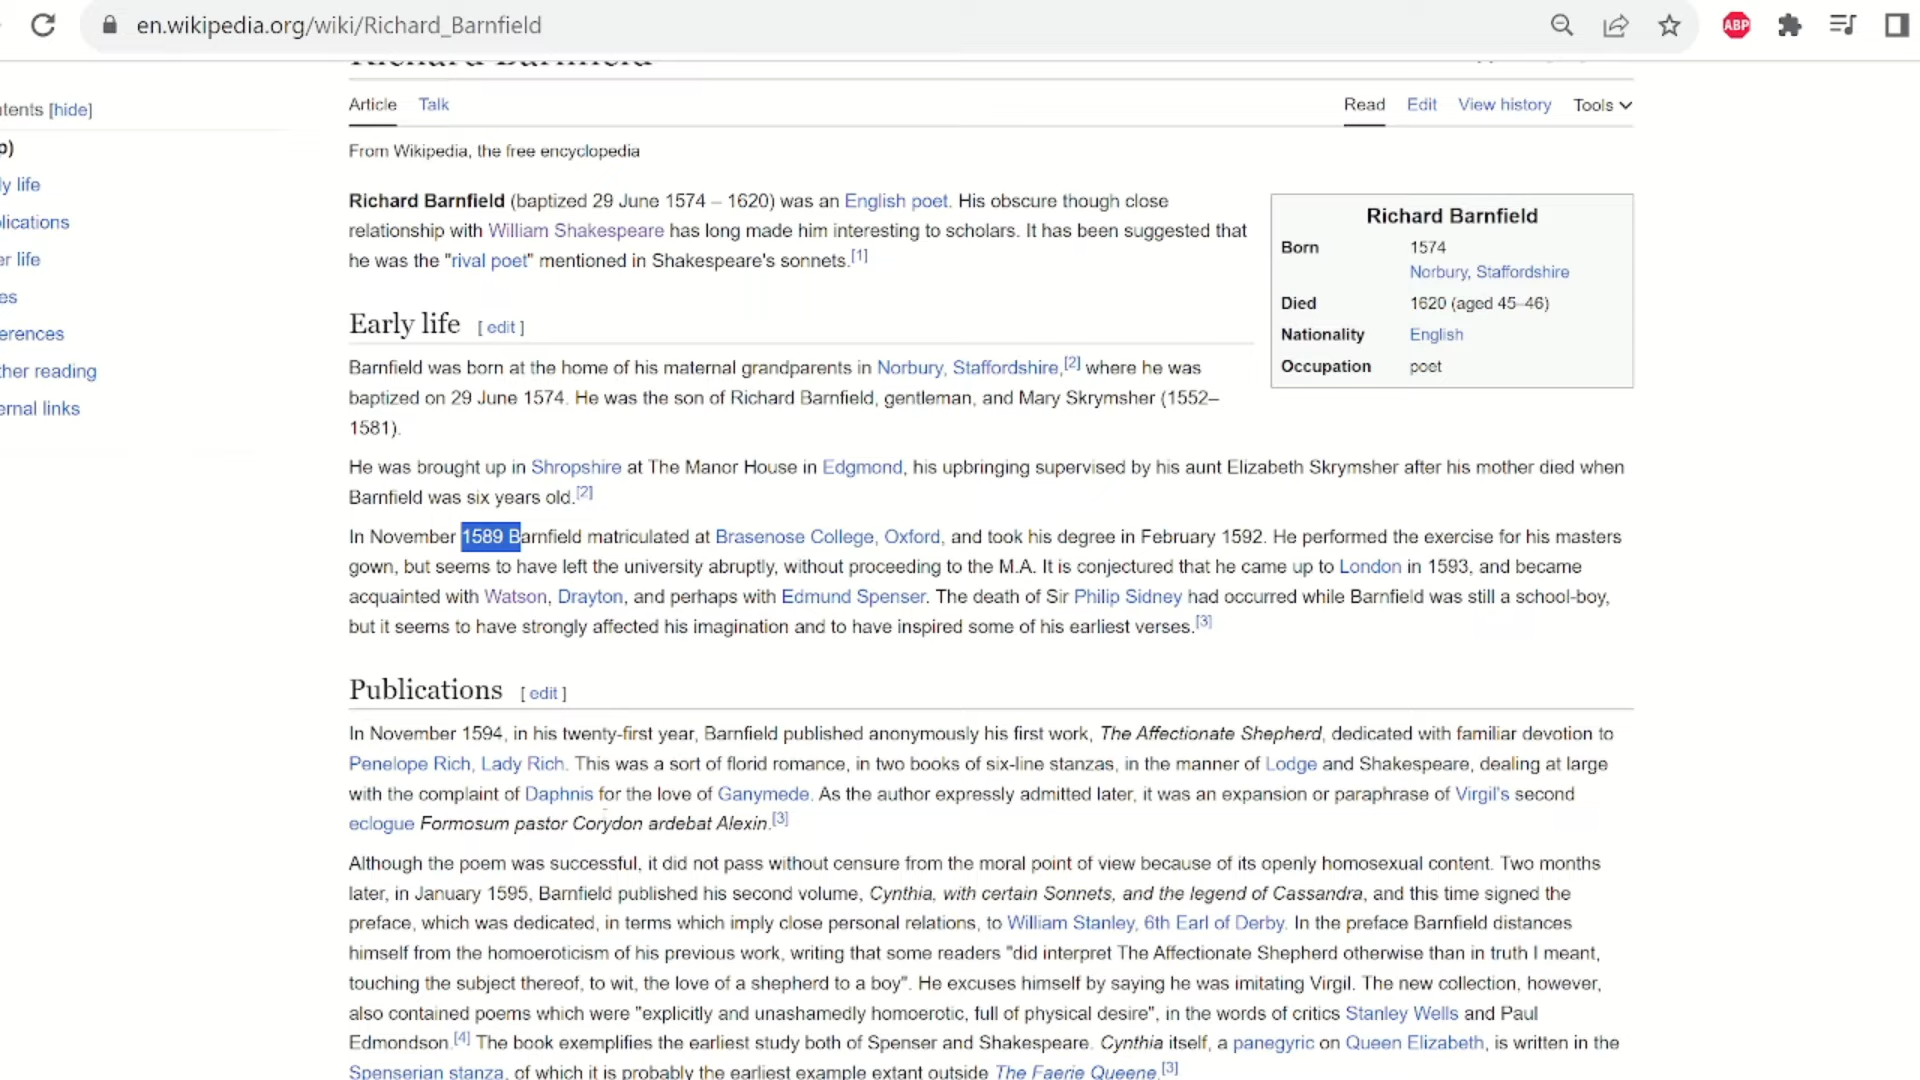 en.wikipedia.org/wiki/Richard_Barnfield
ABP
Richard Barnfield
tents [hide]
p)
y life
lications
er life
es
erences
ther reading
ernal links
Article Talk
Read Edit View history Tools
From Wikipedia, the free encyclopedia
Richard Barnfield (baptized 29 June 1574 – 1620) was an English poet. His obscure though close
relationship with William Shakespeare has long made him interesting to scholars. It has been suggested that
he was the "rival poet" mentioned in Shakespeare's sonnets.[1]
Richard Barnfield
Born 1574
Norbury, Staffordshire
Died 1620 (aged 45–46)
Nationality English
Occupation poet
Early life [ edit ]
Barnfield was born at the home of his maternal grandparents in Norbury, Staffordshire,[2] where he was
baptized on 29 June 1574. He was the son of Richard Barnfield, gentleman, and Mary Skrymsher (1552–
1581).
He was brought up in Shropshire at The Manor House in Edgmond, his upbringing supervised by his aunt Elizabeth Skrymsher after his mother died when
Barnfield was six years old.[2]
In November 1589 Barnfield matriculated at Brasenose College, Oxford, and took his degree in February 1592. He performed the exercise for his masters
gown, but seems to have left the university abruptly, without proceeding to the M.A. It is conjectured that he came up to London in 1593, and became
acquainted with Watson, Drayton, and perhaps with Edmund Spenser. The death of Sir Philip Sidney had occurred while Barnfield was still a school-boy,
but it seems to have strongly affected his imagination and to have inspired some of his earliest verses.[3]
Publications [ edit ]
In November 1594, in his twenty-first year, Barnfield published anonymously his first work, The Affectionate Shepherd, dedicated with familiar devotion to
Penelope Rich, Lady Rich. This was a sort of florid romance, in two books of six-line stanzas, in the manner of Lodge and Shakespeare, dealing at large
with the complaint of Daphnis for the love of Ganymede. As the author expressly admitted later, it was an expansion or paraphrase of Virgil's second
eclogue Formosum pastor Corydon ardebat Alexin.[3]
Although the poem was successful, it did not pass without censure from the moral point of view because of its openly homosexual content. Two months
later, in January 1595, Barnfield published his second volume, Cynthia, with certain Sonnets, and the legend of Cassandra, and this time signed the
preface, which was dedicated, in terms which imply close personal relations, to William Stanley, 6th Earl of Derby. In the preface Barnfield distances
himself from the homoeroticism of his previous work, writing that some readers "did interpret The Affectionate Shepherd otherwise than in truth I meant,
touching the subject thereof, to wit, the love of a shepherd to a boy". He excuses himself by saying he was imitating Virgil. The new collection, however,
also contained poems which were "explicitly and unashamedly homoerotic, full of physical desire", in the words of critics Stanley Wells and Paul
Edmondson.[4] The book exemplifies the earliest study both of Spenser and Shakespeare. Cynthia itself, a panegyric on Queen Elizabeth, is written in the
Spenserian stanza, of which it is probably the earliest example extant outside The Faerie Queene.[3]